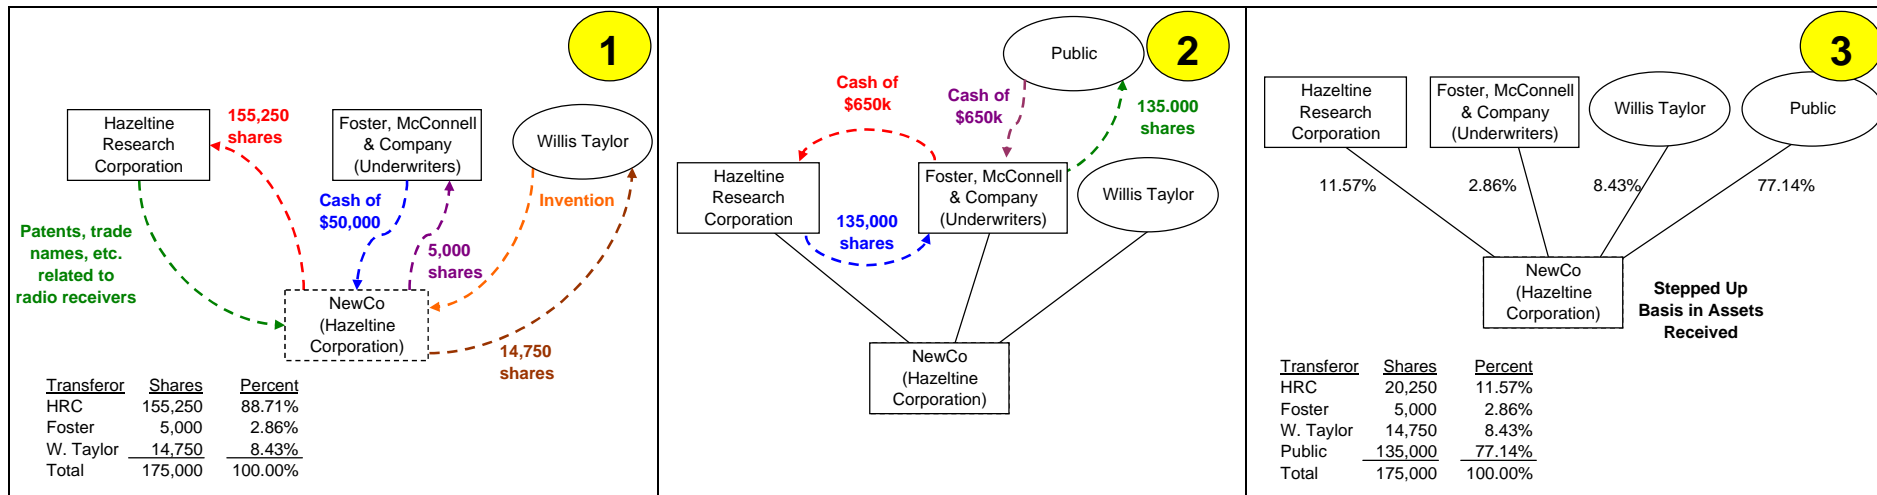 1
Hazeltine
Research
Corporation
155,250
shares
Foster, McConnell
& Company
(Underwriters)
Willis Taylor
Cash of
$50,000
Invention
5,000
shares
Patents, trade
names, etc.
related to
radio receivers
NewCo
(Hazeltine
Corporation)
14,750
shares
Transferor Shares Percent
HRC 155,250 88.71%
Foster 5,000 2.86%
W. Taylor 14,750 8.43%
Total 175,000 100.00%
2
Public
Cash of
$650k
Cash of
$650k
135.000
shares
Hazeltine
Research
Corporation
Foster, McConnell
& Company
(Underwriters)
Willis Taylor
135,000
shares
NewCo
(Hazeltine
Corporation)
3
Hazeltine
Research
Corporation
Foster, McConnell
& Company
(Underwriters)
Willis Taylor
Public
11.57%
2.86%
8.43%
77.14%
NewCo
(Hazeltine
Corporation)
Stepped Up
Basis in Assets
Received
Transferor Shares Percent
HRC 20,250 11.57%
Foster 5,000 2.86%
W. Taylor 14,750 8.43%
Public 135,000 77.14%
Total 175,000 100.00%